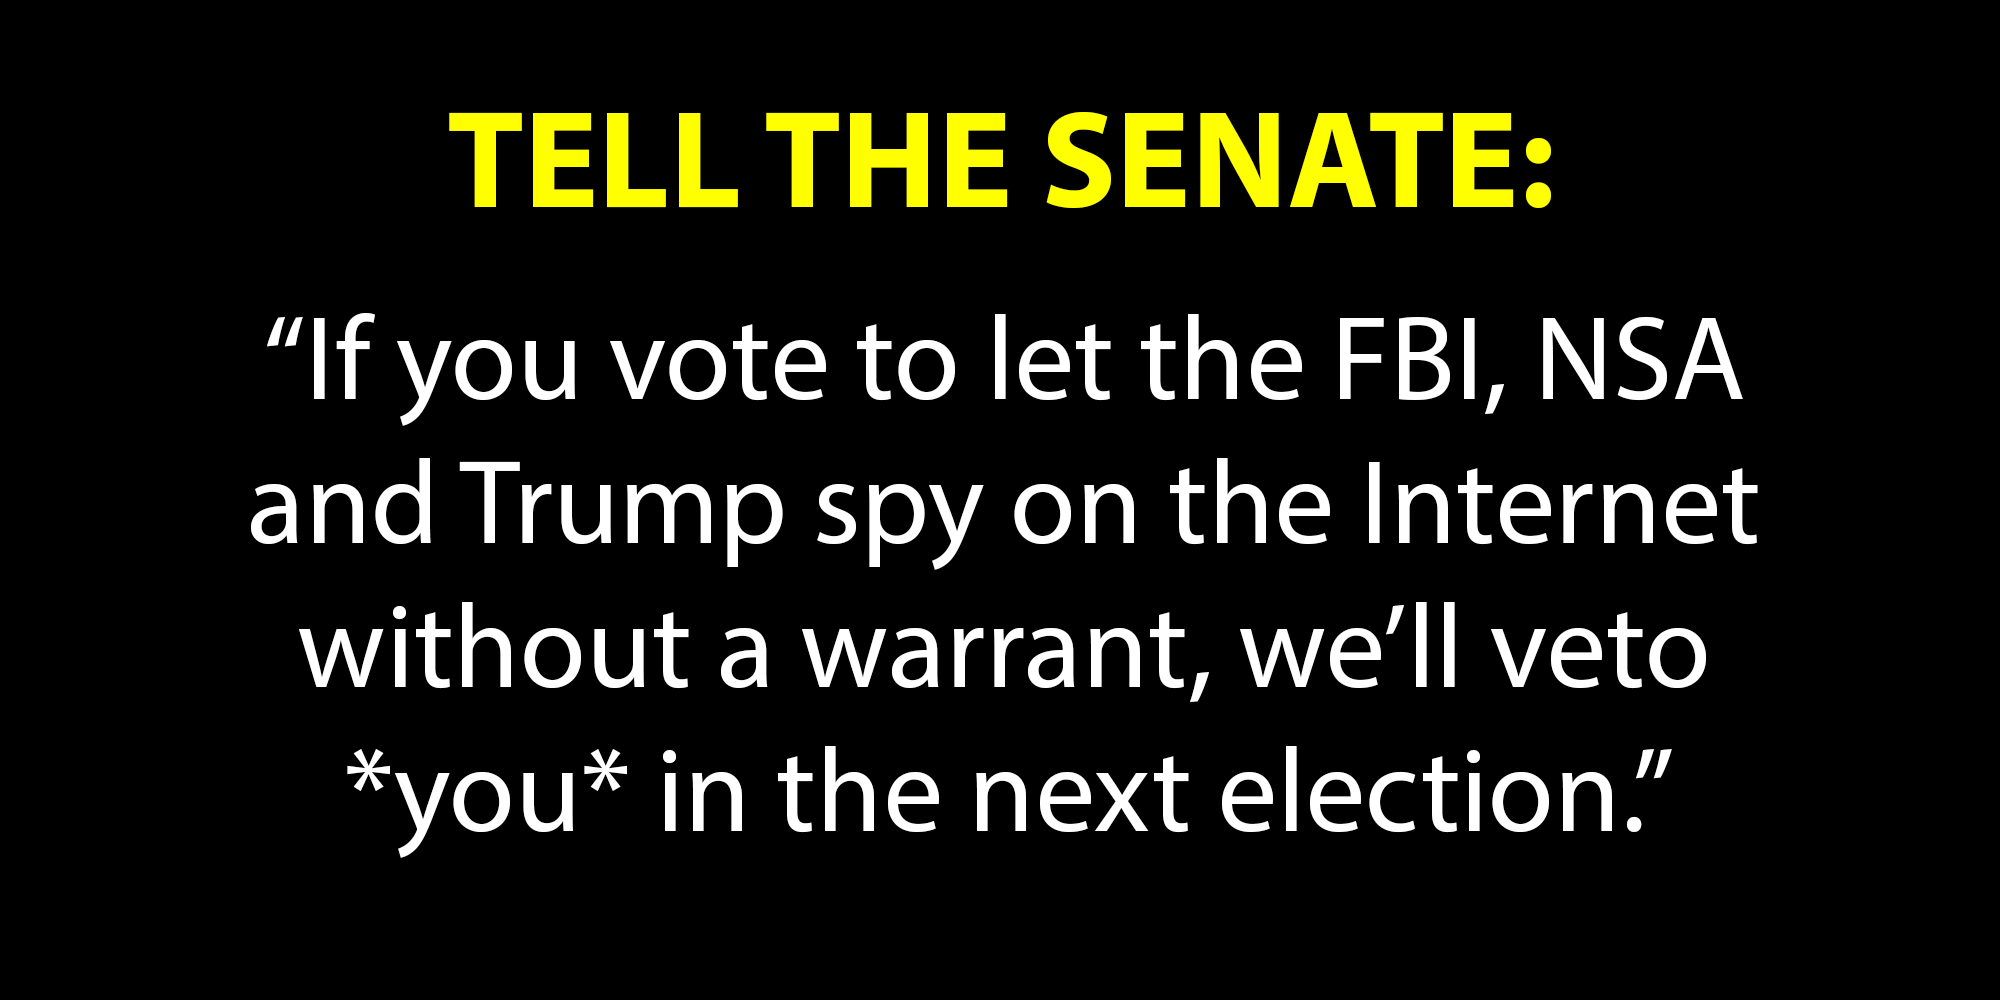 TELL THE SENATE:
“If you vote to let the FBI, NSA
and Trump spy on the Internet
without a warrant, we’ll veto
*you* in the next election.”